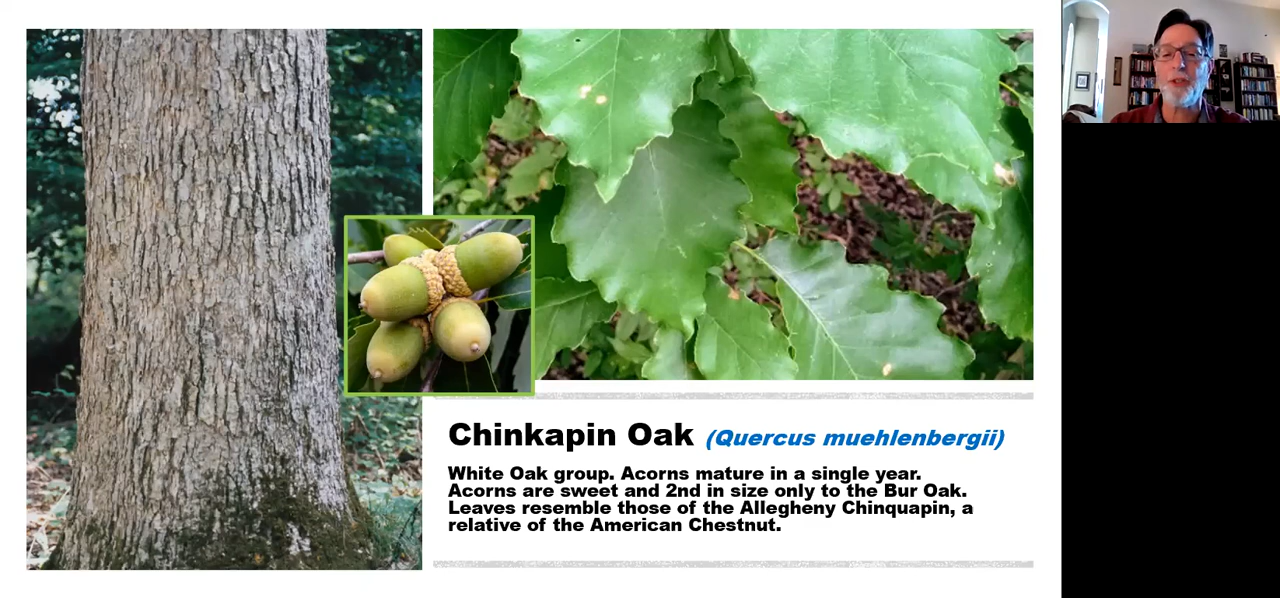 Chinkapin Oak (Quercus muehlenbergii)
White Oak group. Acorns mature in a single year.
Acorns are sweet and 2nd in size only to the Bur Oak.
Leaves resemble those of the Allegheny Chinquapin, a
relative of the American Chestnut.